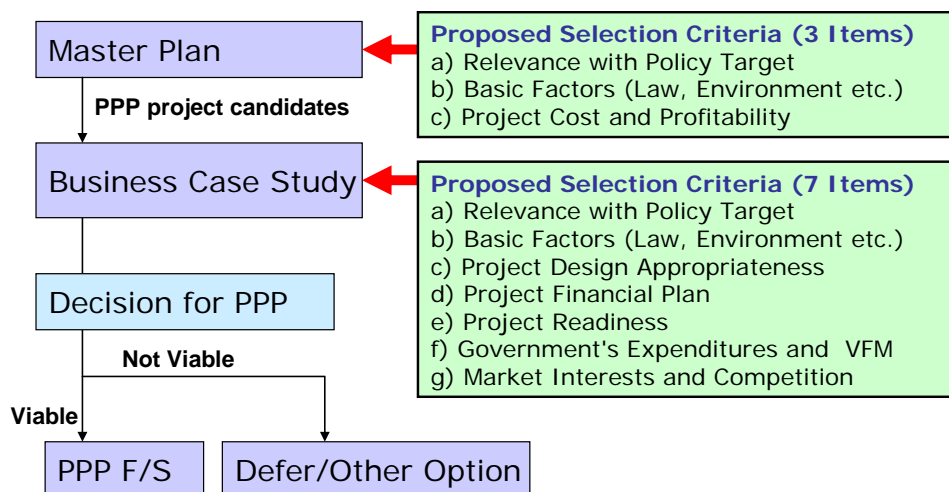 Master Plan
Proposed Selection Criteria (3 Items)
a) Relevance with Policy Target
b) Basic Factors (Law, Environment etc.)
c) Project Cost and Profitability
PPP project candidates
Business Case Study
Proposed Selection Criteria (7 Items)
a) Relevance with Policy Target
b) Basic Factors (Law, Environment etc.)
c) Project Design Appropriateness
d) Project Financial Plan
e) Project Readiness
f) Government's Expenditures and VFM
g) Market Interests and Competition
Decision for PPP
Not Viable
Viable
PPP F/S
Defer/Other Option